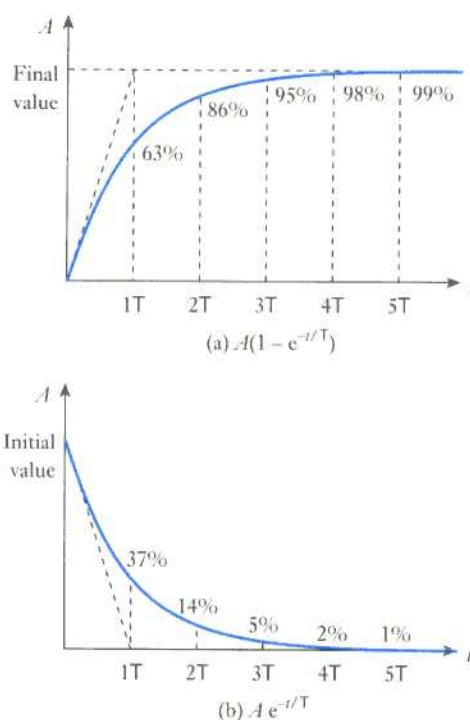 A
Final
value
63%
86%
95%
98%
99%
1T
2T
3T
4T
5T
(a) A(1 – e^{-t/T})
A
Initial
value
37%
14%
5%
2%
1%
t
1T
2T
3T
4T
5T
(b) A e^{-t/T}